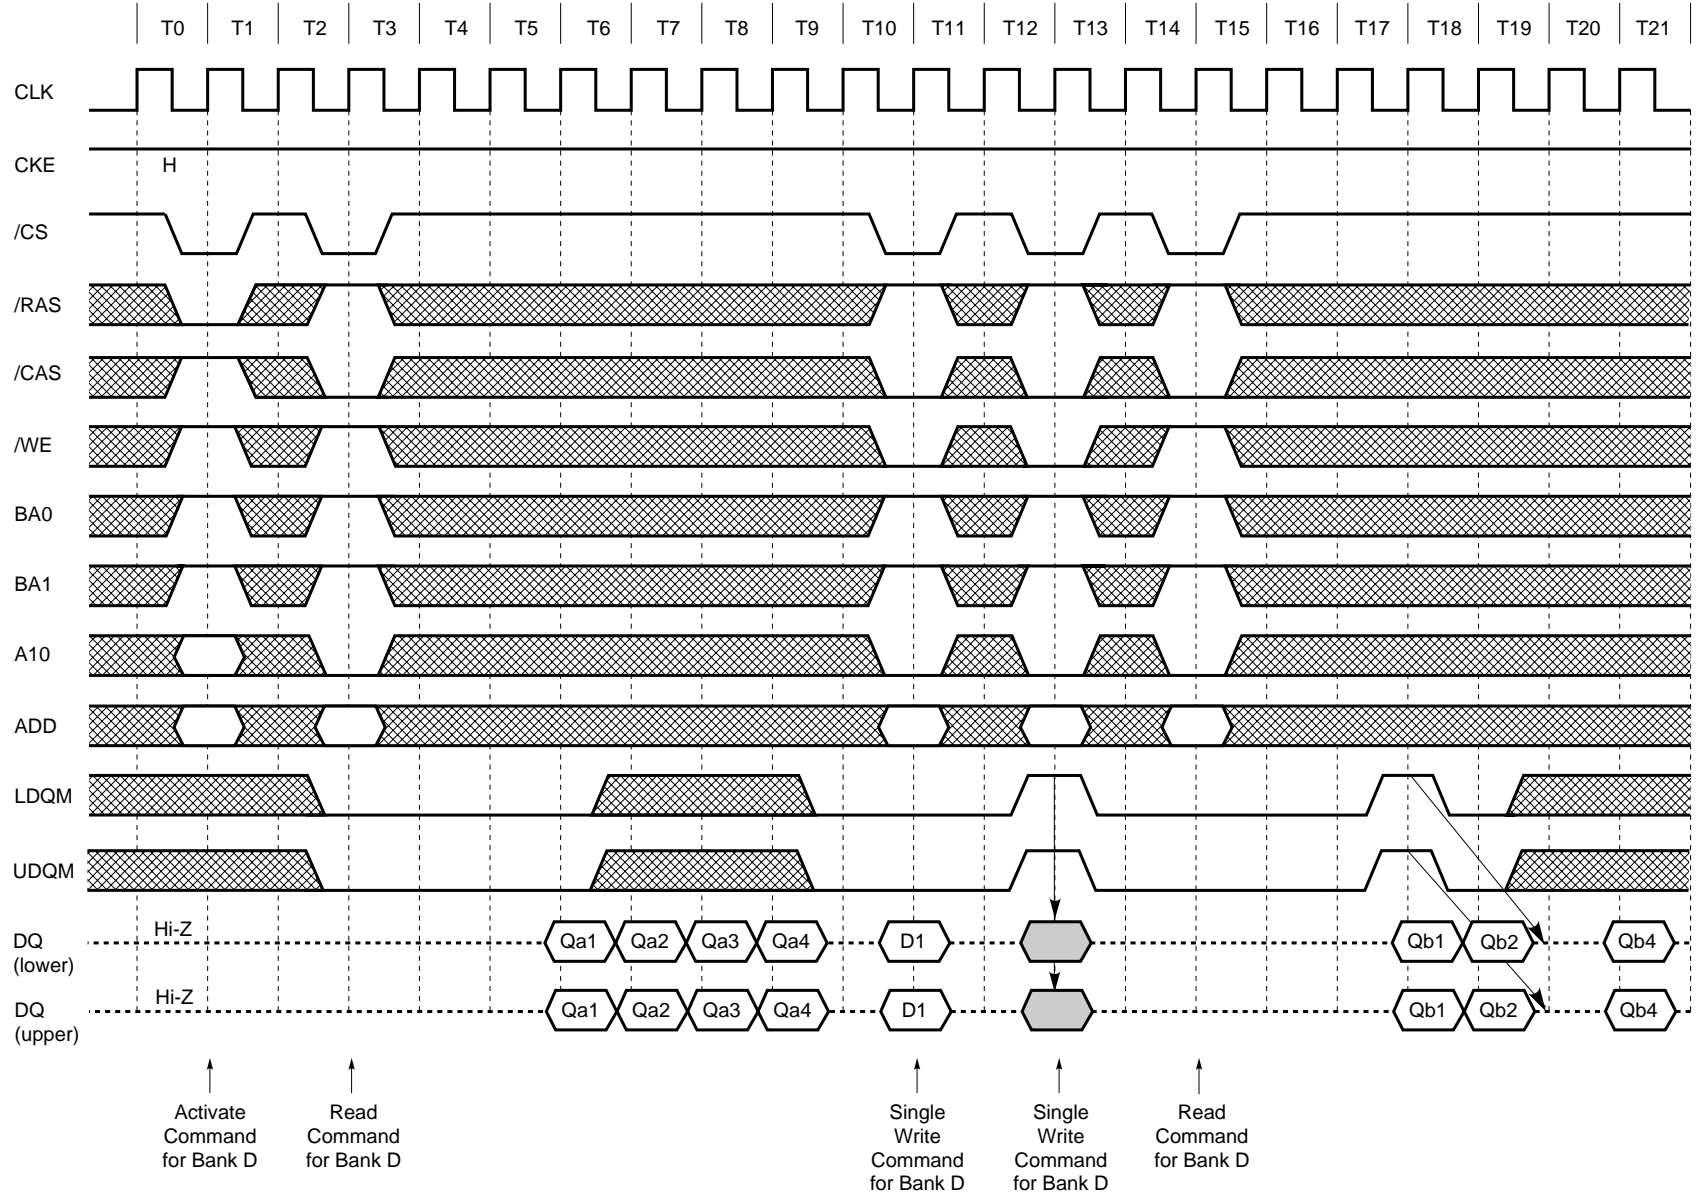 T0 T1 T2 T3 T4 T5 T6 T7 T8 T9 T10 T11 T12 T13 T14 T15 T16 T17 T18 T19 T20 T21
CLK
CKE H
/CS
/RAS
/CAS
/WE
BA0
BA1
A10
ADD
LDQM
UDQM
DQ
(lower)
Hi-Z Qa1 Qa2 Qa3 Qa4 D1 Qb1 Qb2 Qb4
DQ
(upper)
Hi-Z Qa1 Qa2 Qa3 Qa4 D1 Qb1 Qb2 Qb4
Activate
Command
for Bank D
Read
Command
for Bank D
Single
Write
Command
for Bank D
Single
Write
Command
for Bank D
Read
Command
for Bank D